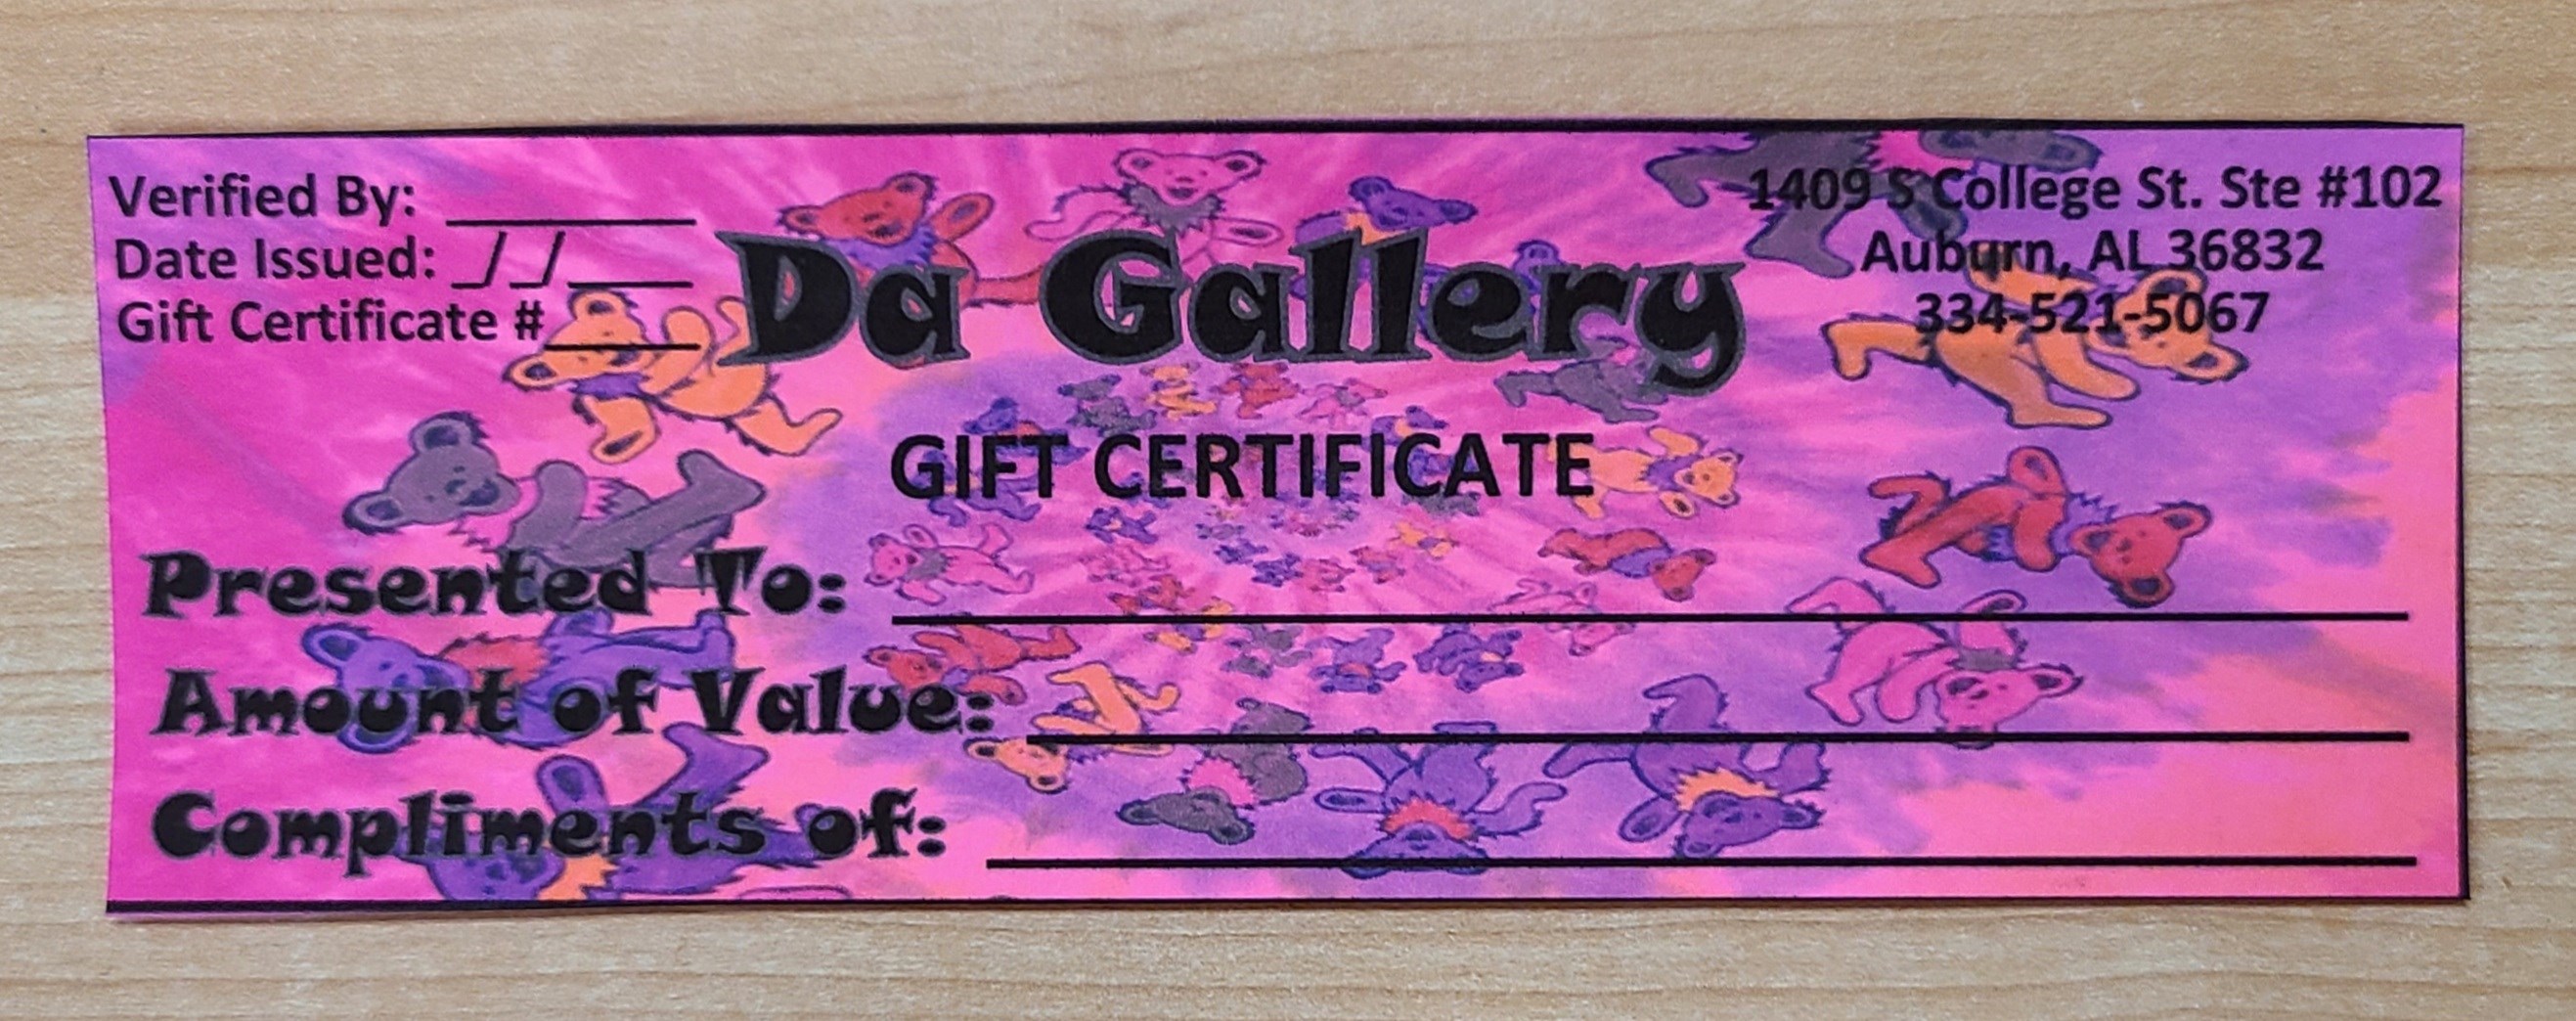 Verified By: ________
Date Issued: _/_/____
Gift Certificate #_____
1409 S College St. Ste #102
Auburn, AL 36832
334-521-5067
Da Gallery
GIFT CERTIFICATE
Presented To:
Amount of Value:
Compliments of: